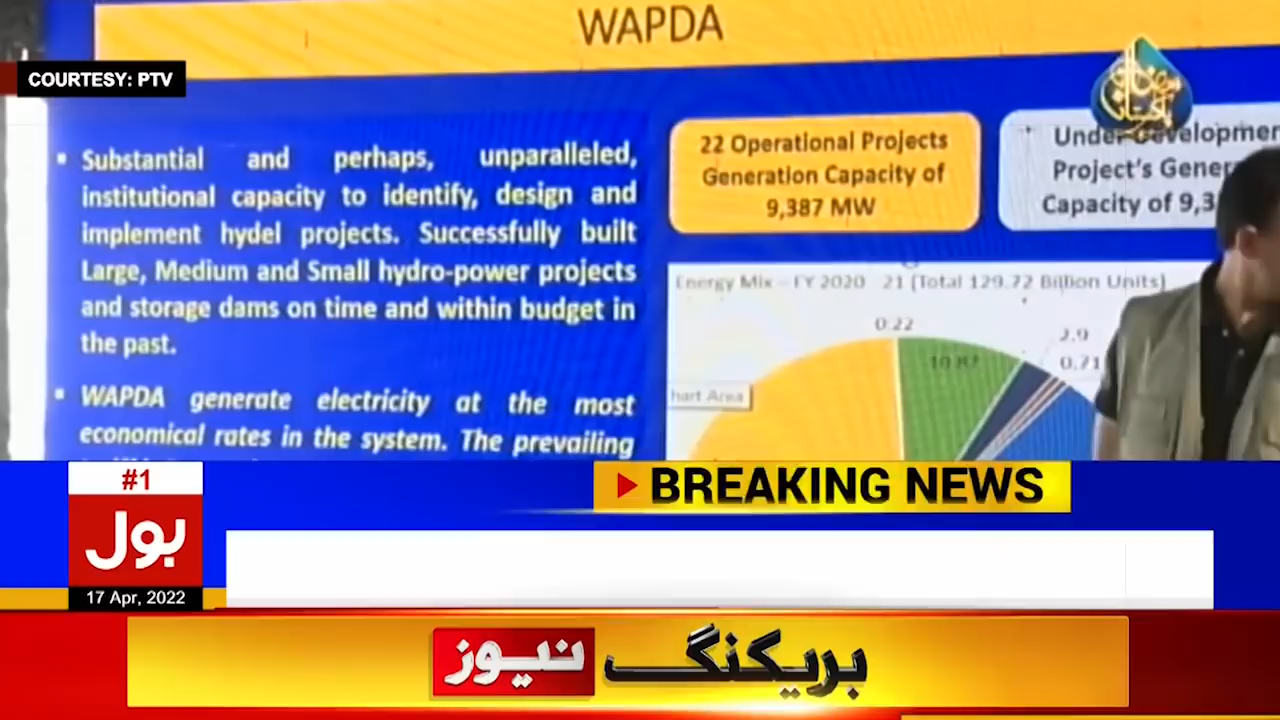 WAPDA
COURTESY: PTV
▪ Substantial and perhaps, unparalleled,
institutional capacity to identify, design and
implement hydel projects. Successfully built
Large, Medium and Small hydro-power projects
and storage dams on time and within budget in
the past.
▪ WAPDA generate electricity at the most
economical rates in the system. The prevailing
22 Operational Projects
Generation Capacity of
9,387 MW
Project's
Capacity of 9,3
Energy Mix – FY 2020 21 (Total 129.72 Billion Units)
0.22
10.87
2.9
0.71
hart Area
#1
بول
17 Apr, 2022
BREAKING NEWS
بریکنگ نیوز